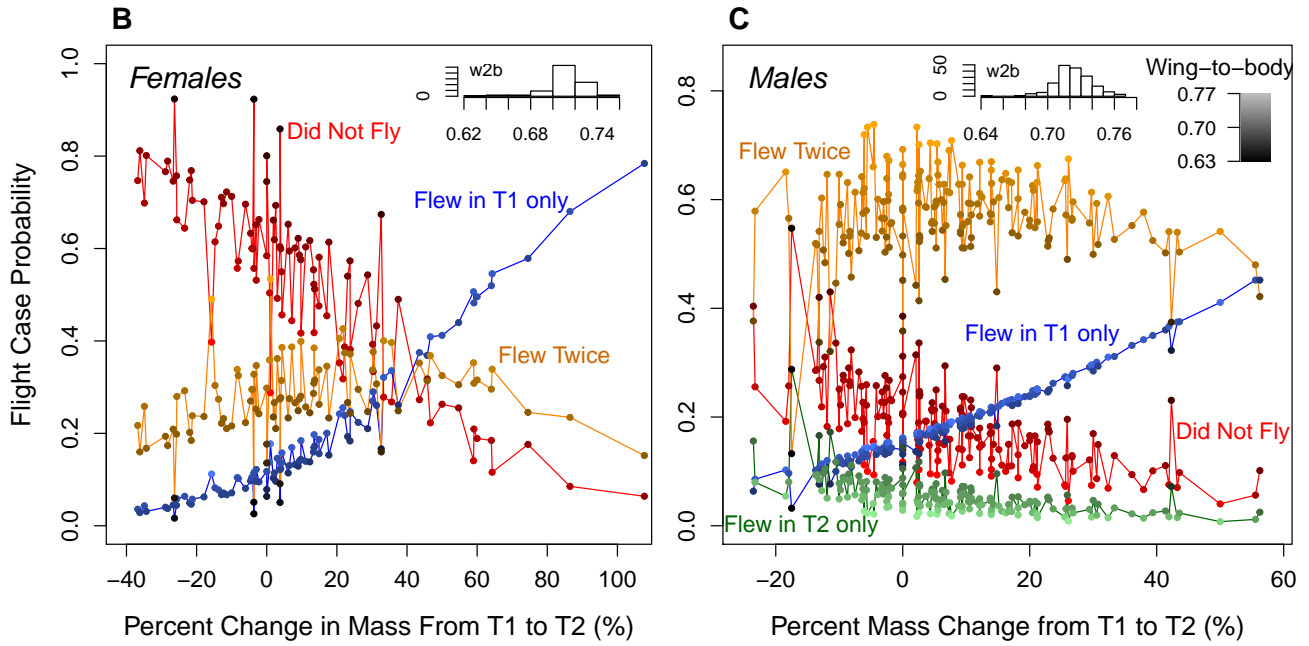 B
C
Flight Case Probability
1.0
0.8
0.6
0.4
0.2
0.0
Females
w2b
0
0.62 0.68 0.74
Did Not Fly
Flew in T1 only
Flew Twice
−40 −20 0 20 40 60 80 100
Percent Change in Mass From T1 to T2 (%)
0.8
0.6
0.4
0.2
0.0
Males
50
0
w2b
0.64 0.70 0.76
Wing−to−body
0.77
0.70
0.63
Flew Twice
Flew in T1 only
Did Not Fly
Flew in T2 only
−20 0 20 40 60
Percent Mass Change from T1 to T2 (%)